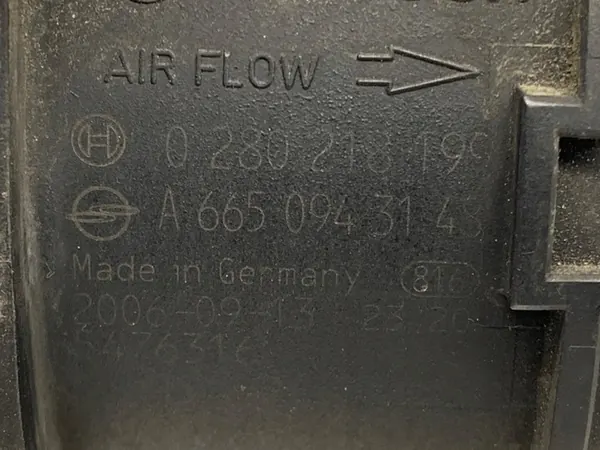 AIR FLOW
0 280 218 199
A 665 094 31 48
Made in Germany 816
2006-09-13 23:20
5476316